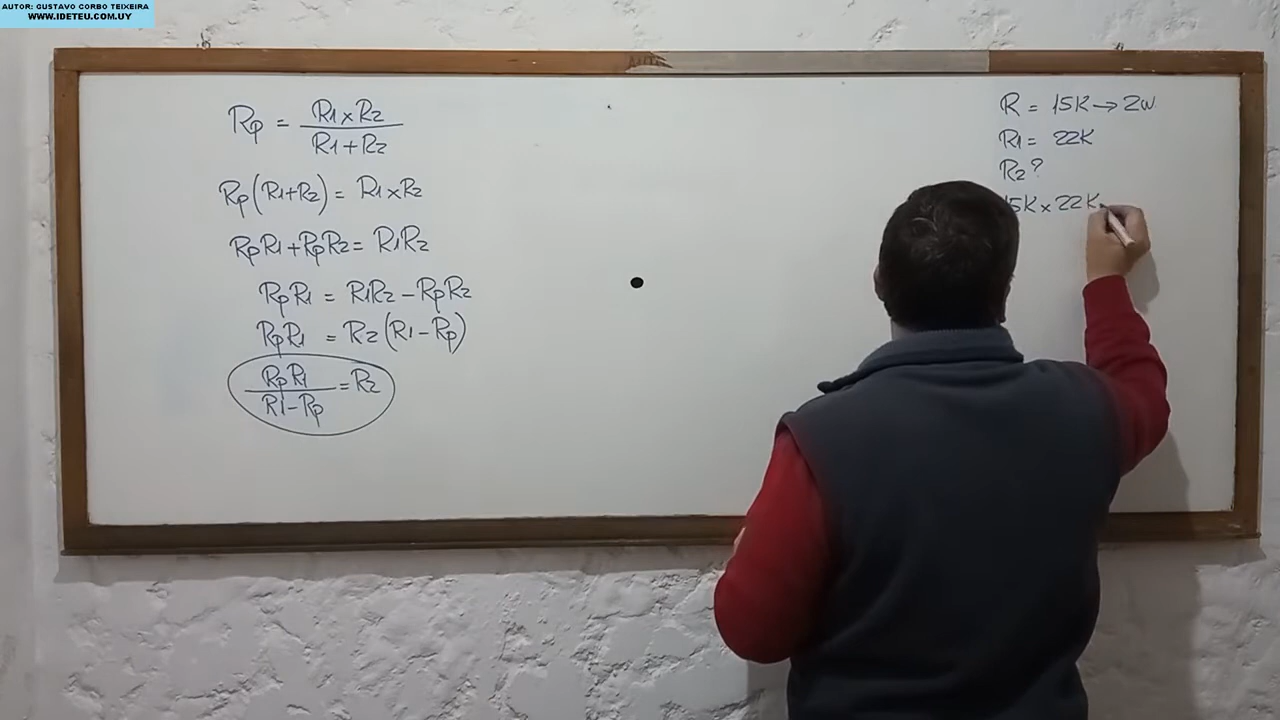 AUTOR: GUSTAVO CORBO TEIXEIRA
WWW.IDETEU.COM.UY
Rp = R1 x R2 / R1 + R2
Rp(R1+R2) = R1 x R2
RpR1 + RpR2 = R1R2
RpR1 = R1R2 - RpR2
RpR1 = R2(R1 - Rp)
RpR1 / R1 - Rp = R2
R = 15K → 2W
R1 = 22K
R2?
15K x 22K